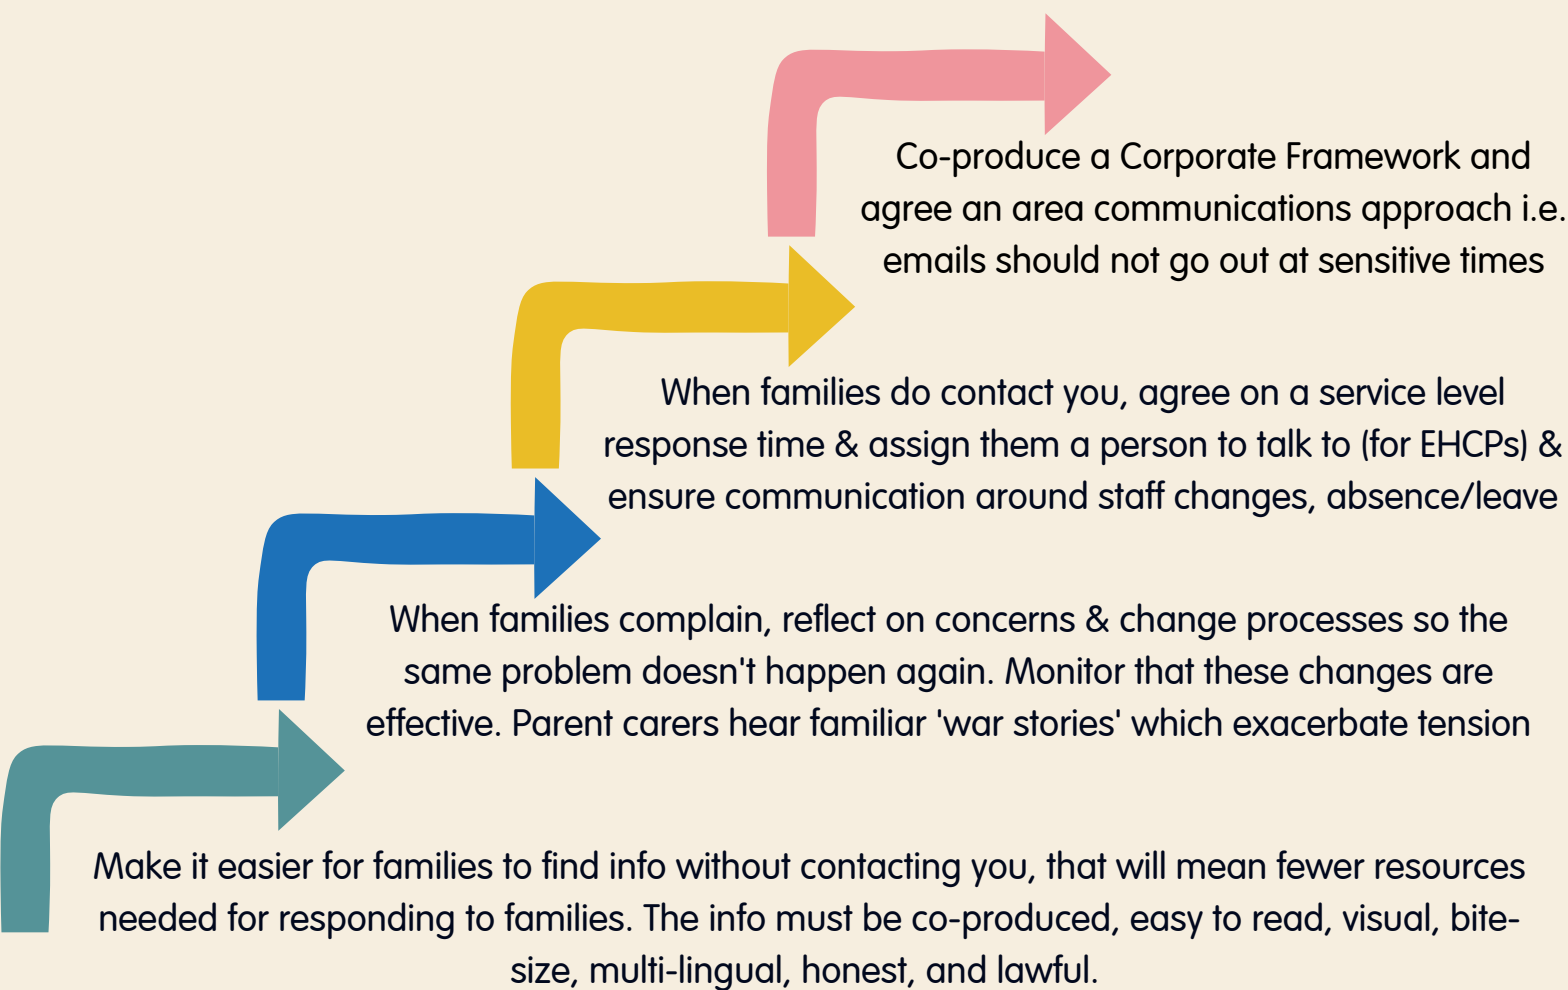 Co-produce a Corporate Framework and
agree an area communications approach i.e.
emails should not go out at sensitive times
When families do contact you, agree on a service level
response time & assign them a person to talk to (for EHCPs) &
ensure communication around staff changes, absence/leave
When families complain, reflect on concerns & change processes so the
same problem doesn't happen again. Monitor that these changes are
effective. Parent carers hear familiar 'war stories' which exacerbate tension
Make it easier for families to find info without contacting you, that will mean fewer resources
needed for responding to families. The info must be co-produced, easy to read, visual, bite-
size, multi-lingual, honest, and lawful.